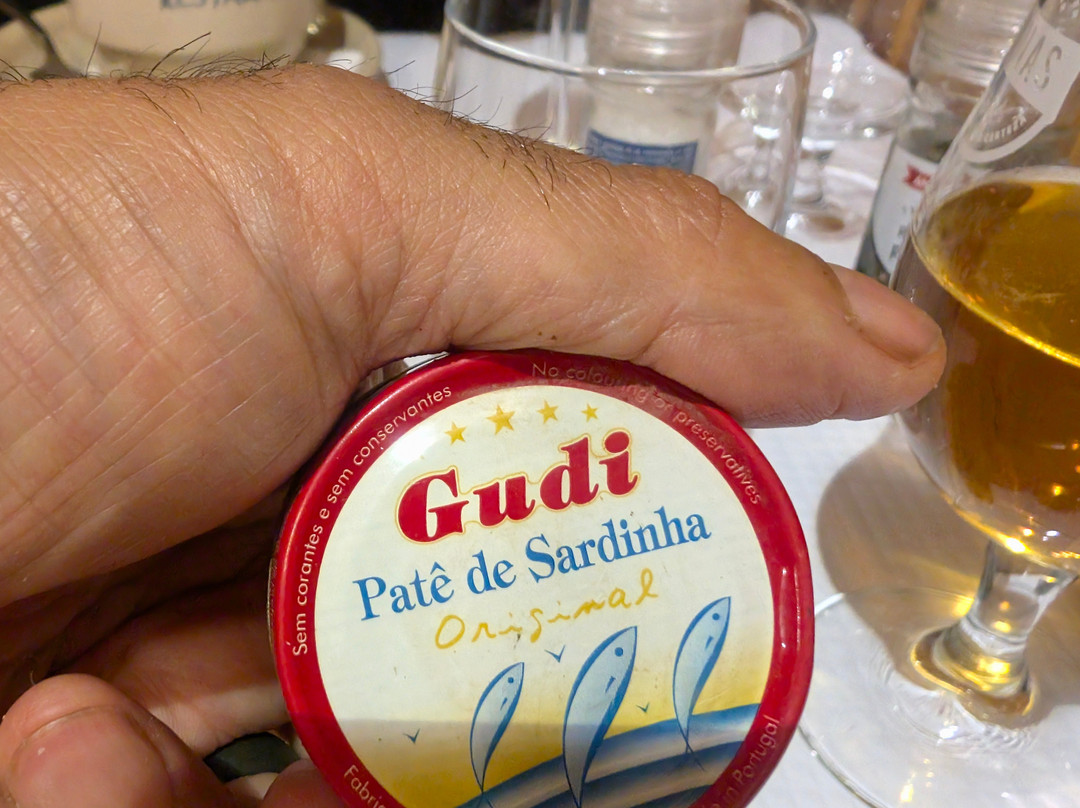 Sem corantes e sem conservantes
No colouring or preservatives
Gudi
Patê de Sardinha
Original
Portugal